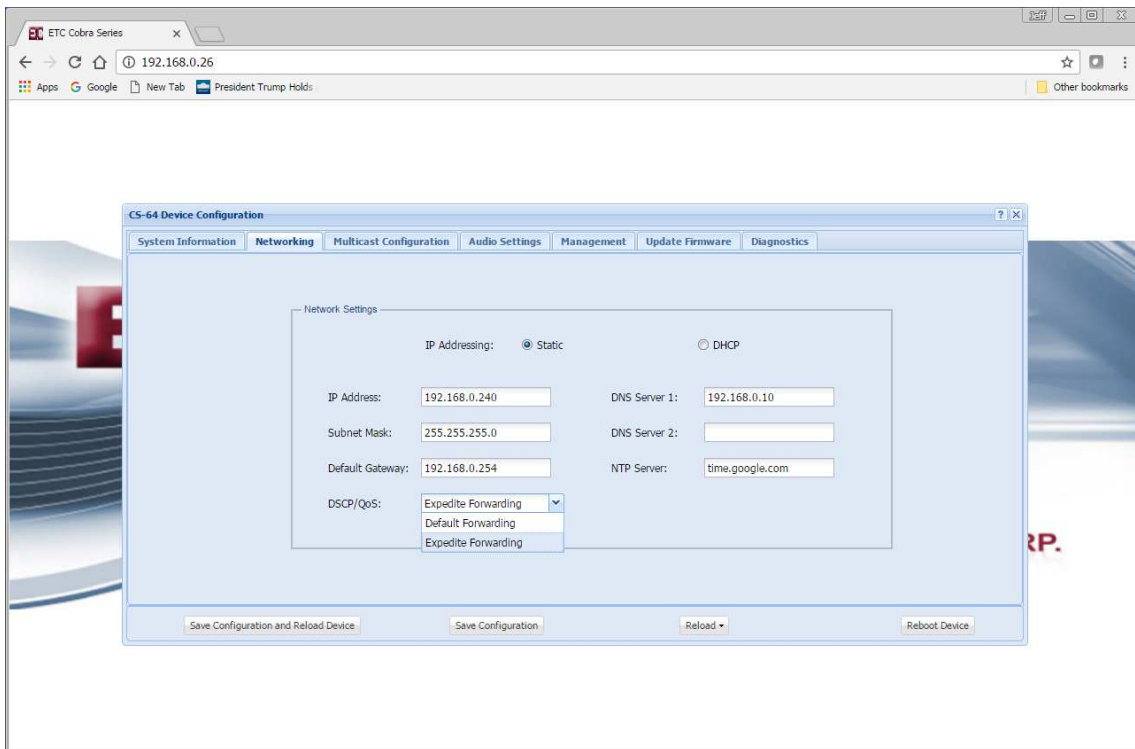 Jeff
ETC Cobra Series
192.168.0.26
Apps Google New Tab President Trump Holds Other bookmarks
CS-64 Device Configuration
System Information Networking Multicast Configuration Audio Settings Management Update Firmware Diagnostics
Network Settings
IP Addressing: Static DHCP
IP Address: 192.168.0.240 DNS Server 1: 192.168.0.10
Subnet Mask: 255.255.255.0 DNS Server 2:
Default Gateway: 192.168.0.254 NTP Server: time.google.com
DSCP/QoS: Expedite Forwarding
Default Forwarding
Expedite Forwarding
RP.
Save Configuration and Reload Device Save Configuration Reload Reboot Device